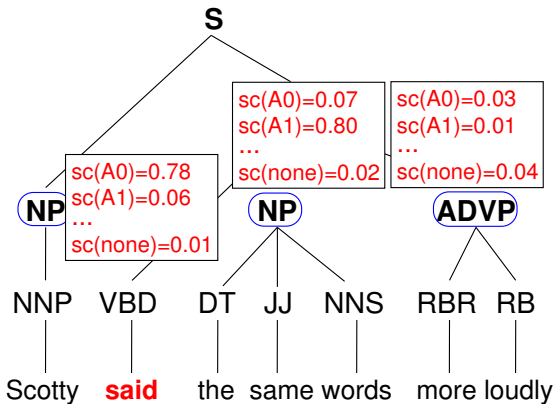 S
sc(A0)=0.07
sc(A1)=0.80
...
sc(none)=0.02
sc(A0)=0.03
sc(A1)=0.01
...
sc(none)=0.04
sc(A0)=0.78
sc(A1)=0.06
...
sc(none)=0.01
NP NP ADVP
NNP VBD DT JJ NNS RBR RB
Scotty said the same words more loudly